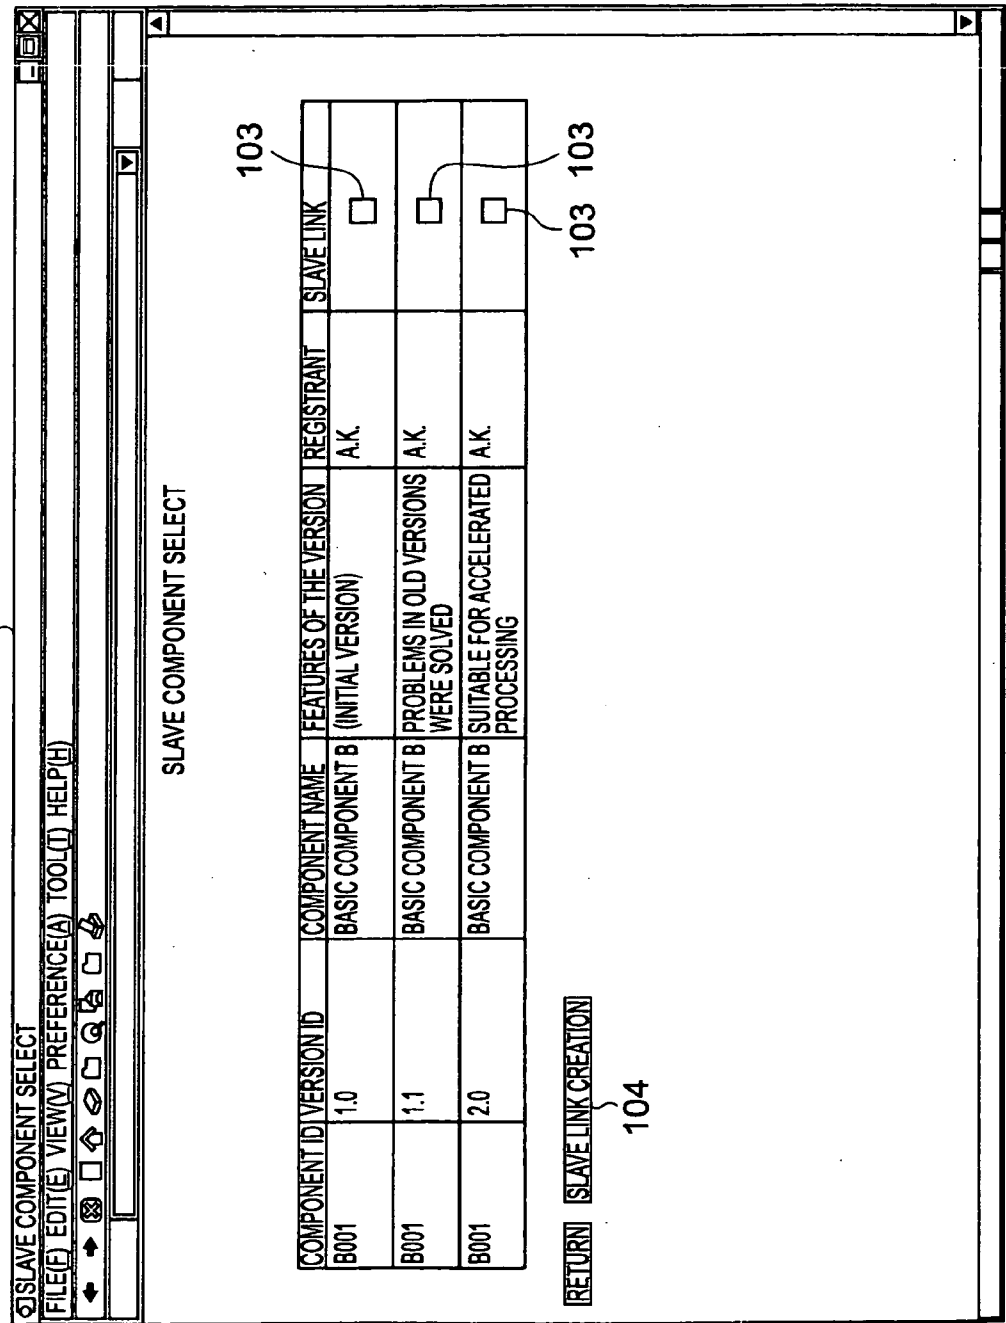 SLAVE COMPONENT SELECT
FILE(F) EDIT(E) VIEW(V) PREFERENCE(A) TOOL(T) HELP(H)
SLAVE COMPONENT SELECT
COMPONENT ID VERSION ID COMPONENT NAME FEATURES OF THE VERSION REGISTRANT SLAVE LINK
B001 1.0 BASIC COMPONENT B (INITIAL VERSION) A.K.
103
B001 1.1 BASIC COMPONENT B PROBLEMS IN OLD VERSIONS A.K.
WERE SOLVED
103
B001 2.0 BASIC COMPONENT B SUITABLE FOR ACCELERATED A.K.
PROCESSING
103
RETURN SLAVE LINK CREATION
104